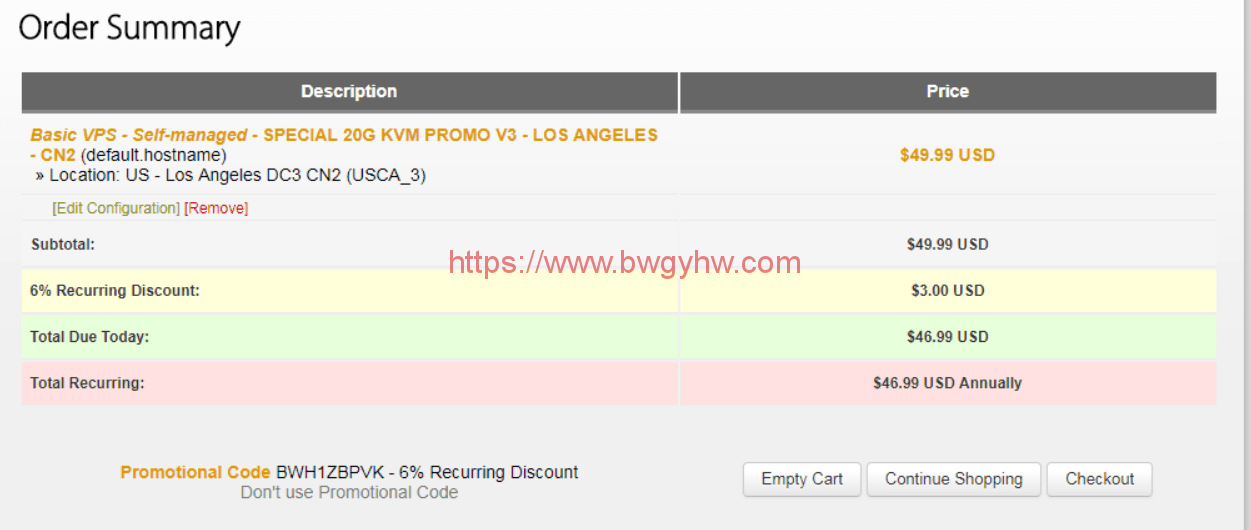 Order Summary
Description Price
Basic VPS - Self-managed - SPECIAL 20G KVM PROMO V3 - LOS ANGELES
- CN2 (default.hostname)
$49.99 USD
» Location: US - Los Angeles DC3 CN2 (USCA_3)
[Edit Configuration] [Remove]
Subtotal: $49.99 USD
https://www.bwgyhw.com
6% Recurring Discount: $3.00 USD
Total Due Today: $46.99 USD
Total Recurring: $46.99 USD Annually
Promotional Code BWH1ZBPVK - 6% Recurring Discount
Don't use Promotional Code
Empty Cart Continue Shopping Checkout